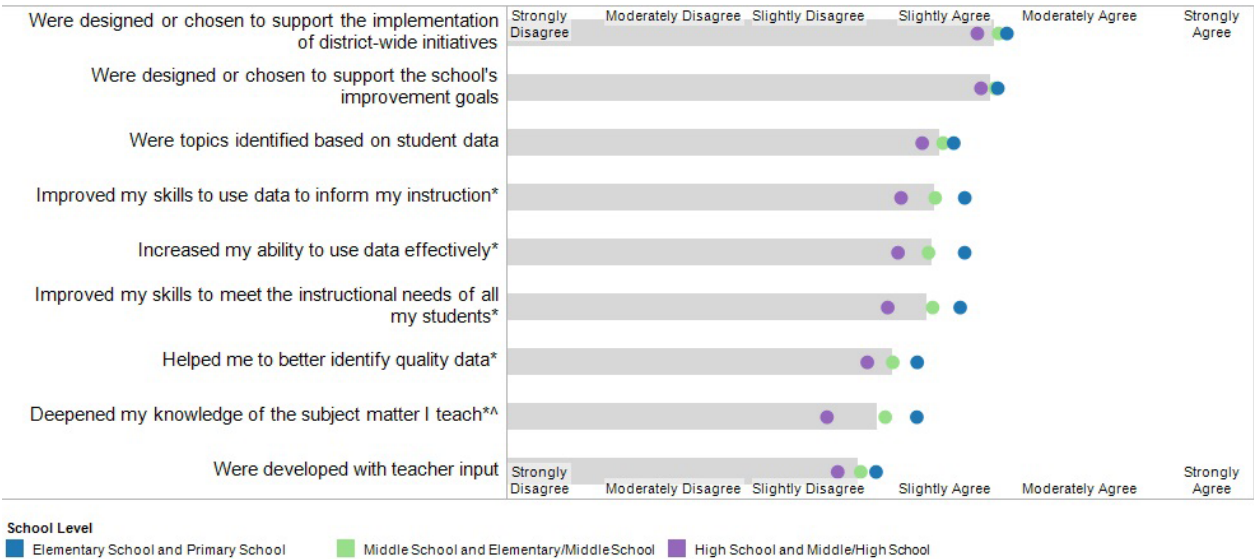 Were designed or chosen to support the implementation
of district-wide initiatives
Strongly
Disagree
Moderately Disagree
Slightly Disagree
Slightly Agree
Moderately Agree
Strongly
Agree
Were designed or chosen to support the school's
improvement goals
Were topics identified based on student data
Improved my skills to use data to inform my instruction*
Increased my ability to use data effectively*
Improved my skills to meet the instructional needs of all
my students*
Helped me to better identify quality data*
Deepened my knowledge of the subject matter I teach*^
Were developed with teacher input
Strongly
Disagree
Moderately Disagree
Slightly Disagree
Slightly Agree
Moderately Agree
Strongly
Agree
School Level
Elementary School and Primary School
Middle School and Elementary/Middle School
High School and Middle/High School